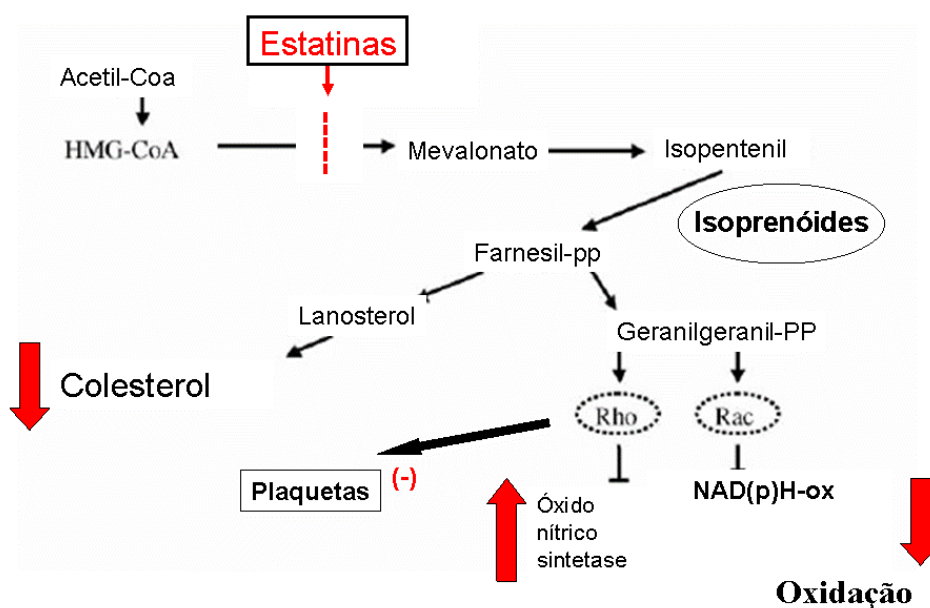 Estatinas
Acetil-Coa
HMG-CoA
Mevalonato
Isopentenil
Isoprenóides
Farnesil-pp
Lanosterol
Geranilgeranil-PP
Colesterol
Rho
Rac
Plaquetas
(-)
NAD(p)H-ox
Óxido
nítrico
sintetase
Oxidação